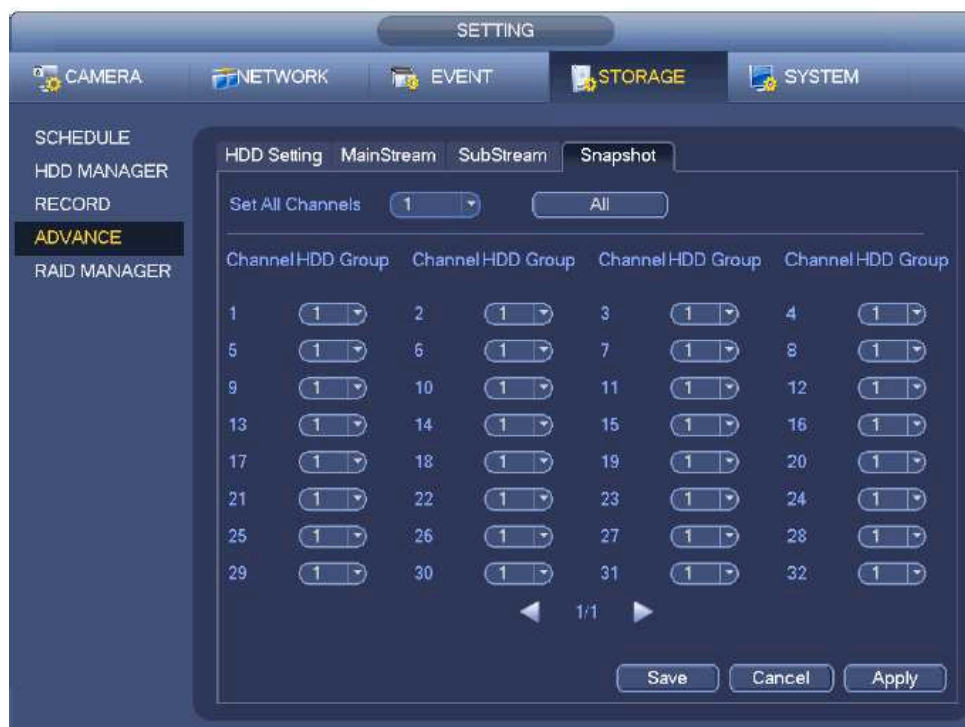 SETTING
CAMERA NETWORK EVENT STORAGE SYSTEM
SCHEDULE
HDD MANAGER
RECORD
ADVANCE
RAID MANAGER
HDD Setting MainStream SubStream Snapshot
Set All Channels 1 All
Channel HDD Group Channel HDD Group Channel HDD Group Channel HDD Group
1 1 2 1 3 1 4 1
5 1 6 1 7 1 8 1
9 1 10 1 11 1 12 1
13 1 14 1 15 1 16 1
17 1 18 1 19 1 20 1
21 1 22 1 23 1 24 1
25 1 26 1 27 1 28 1
29 1 30 1 31 1 32 1
1/1
Save Cancel Apply